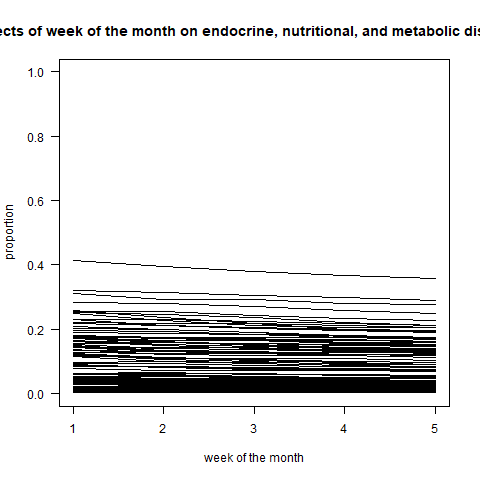 ects of week of the month on endocrine, nutritional, and metabolic dis
1.0
0.8
0.6
0.4
0.2
0.0
proportion
1 2 3 4 5
week of the month